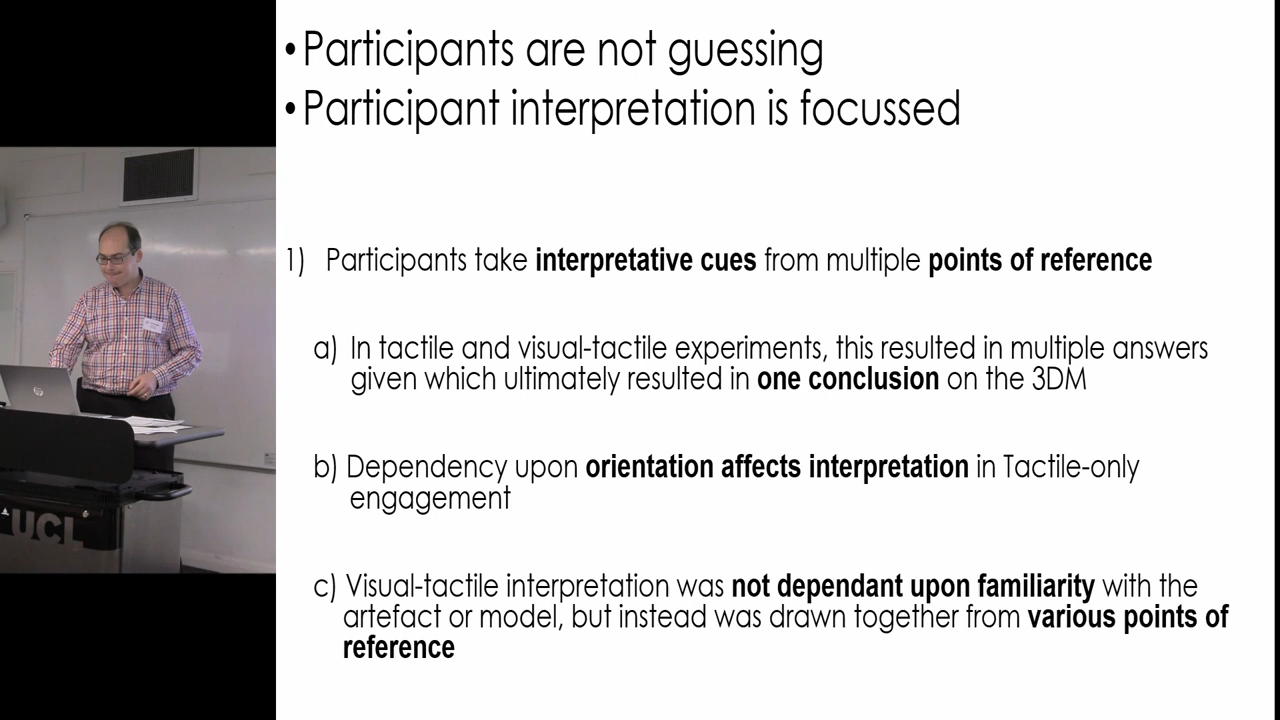 • Participants are not guessing
• Participant interpretation is focussed
1) Participants take interpretative cues from multiple points of reference
a) In tactile and visual-tactile experiments, this resulted in multiple answers
given which ultimately resulted in one conclusion on the 3DM
b) Dependency upon orientation affects interpretation in Tactile-only
engagement
c) Visual-tactile interpretation was not dependant upon familiarity with the
artefact or model, but instead was drawn together from various points of
reference
hp
UCL